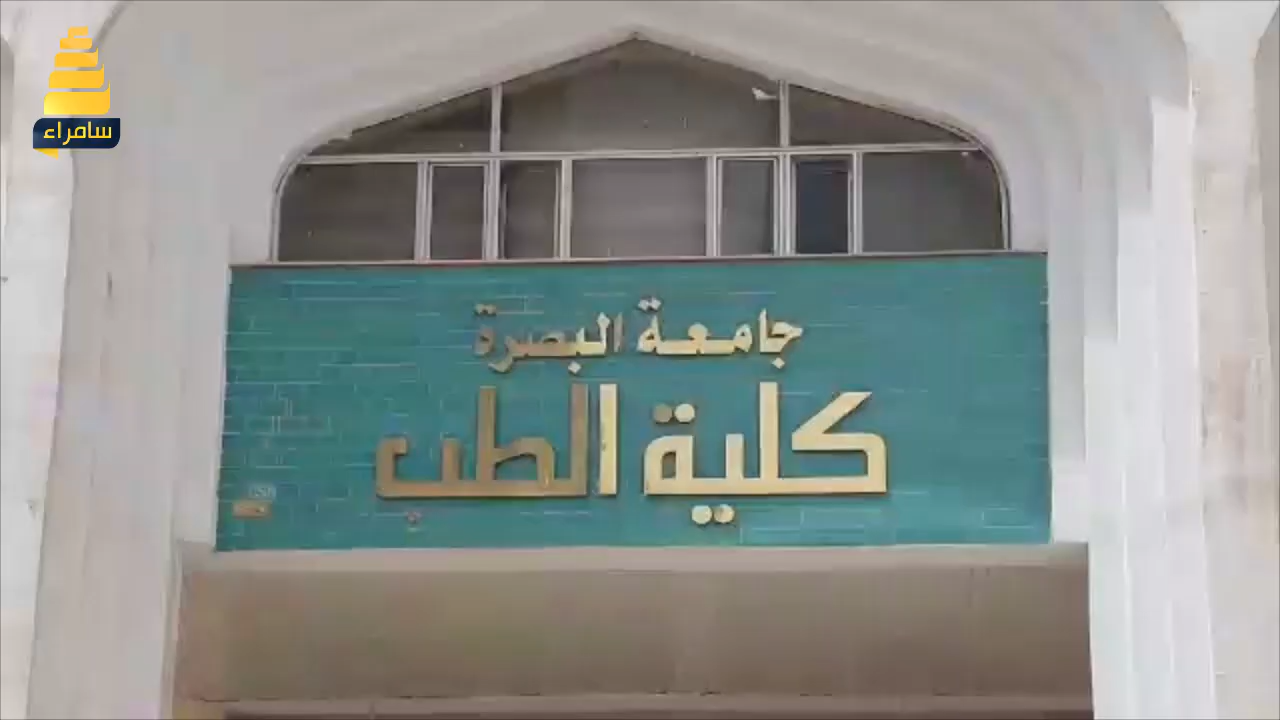 سامراء
جامعة البصرة
كلية الطب